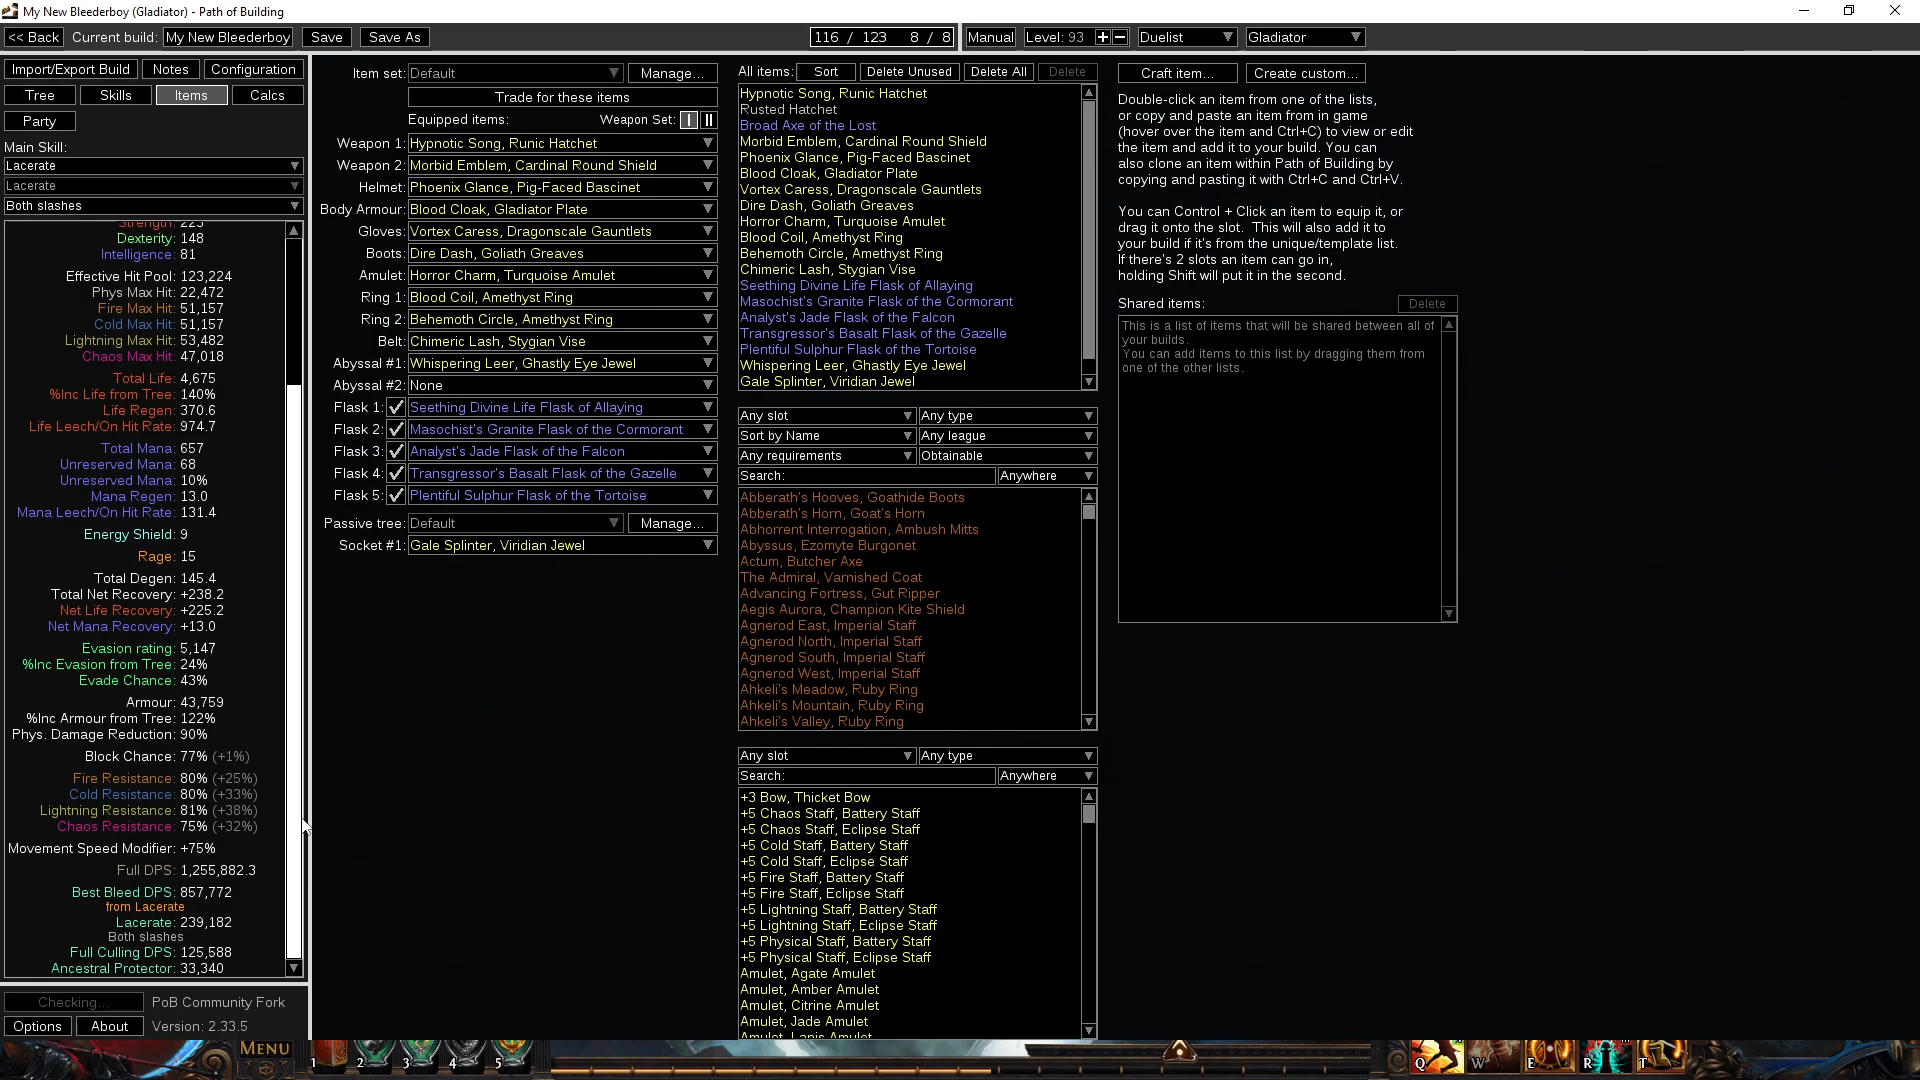 My New Bleederboy (Gladiator) - Path of Building
<< Back
Current build: My New Bleederboy
Save
Save As
116 / 123 8 / 8
Manual
Level: 93
Duelist
Gladiator
Import/Export Build
Notes
Configuration
Tree
Skills
Items
Calcs
Party
Main Skill:
Lacerate
Lacerate
Both slashes
Strength: 223
Dexterity: 148
Intelligence: 81
Effective Hit Pool: 123,224
Phys Max Hit: 22,472
Fire Max Hit: 51,157
Cold Max Hit: 51,157
Lightning Max Hit: 53,482
Chaos Max Hit: 47,018
Total Life: 4,675
%Inc Life from Tree: 140%
Life Regen: 370.6
Life Leech/On Hit Rate: 974.7
Total Mana: 657
Unreserved Mana: 68
Unreserved Mana: 10%
Mana Regen: 13.0
Mana Leech/On Hit Rate: 131.4
Energy Shield: 9
Rage: 15
Total Degen: 145.4
Total Net Recovery: +238.2
Net Life Recovery: +225.2
Net Mana Recovery: +13.0
Evasion rating: 5,147
%Inc Evasion from Tree: 24%
Evade Chance: 43%
Armour: 43,759
%Inc Armour from Tree: 122%
Phys. Damage Reduction: 90%
Block Chance: 77% (+1%)
Fire Resistance: 80% (+25%)
Cold Resistance: 80% (+33%)
Lightning Resistance: 81% (+38%)
Chaos Resistance: 75% (+32%)
Movement Speed Modifier: +75%
Full DPS: 1,255,882.3
Best Bleed DPS: 857,772
from Lacerate
Lacerate: 239,182
Both slashes
Full Culling DPS: 125,588
Ancestral Protector: 33,340
Checking...
PoB Community Fork
Options
About
Version: 2.33.5
Item set: Default
Manage...
Trade for these items
Equipped items:
Weapon Set: I II
Weapon 1: Hypnotic Song, Runic Hatchet
Weapon 2: Morbid Emblem, Cardinal Round Shield
Helmet: Phoenix Glance, Pig-Faced Bascinet
Body Armour: Blood Cloak, Gladiator Plate
Gloves: Vortex Caress, Dragonscale Gauntlets
Boots: Dire Dash, Goliath Greaves
Amulet: Horror Charm, Turquoise Amulet
Ring 1: Blood Coil, Amethyst Ring
Ring 2: Behemoth Circle, Amethyst Ring
Belt: Chimeric Lash, Stygian Vise
Abyssal #1: Whispering Leer, Ghastly Eye Jewel
Abyssal #2: None
Flask 1: Seething Divine Life Flask of Allaying
Flask 2: Masochist's Granite Flask of the Cormorant
Flask 3: Analyst's Jade Flask of the Falcon
Flask 4: Transgressor's Basalt Flask of the Gazelle
Flask 5: Plentiful Sulphur Flask of the Tortoise
Passive tree: Default
Manage...
Socket #1: Gale Splinter, Viridian Jewel
All items:
Sort
Delete Unused
Delete All
Delete
Hypnotic Song, Runic Hatchet
Rusted Hatchet
Broad Axe of the Lost
Morbid Emblem, Cardinal Round Shield
Phoenix Glance, Pig-Faced Bascinet
Blood Cloak, Gladiator Plate
Vortex Caress, Dragonscale Gauntlets
Dire Dash, Goliath Greaves
Horror Charm, Turquoise Amulet
Blood Coil, Amethyst Ring
Behemoth Circle, Amethyst Ring
Chimeric Lash, Stygian Vise
Seething Divine Life Flask of Allaying
Masochist's Granite Flask of the Cormorant
Analyst's Jade Flask of the Falcon
Transgressor's Basalt Flask of the Gazelle
Plentiful Sulphur Flask of the Tortoise
Whispering Leer, Ghastly Eye Jewel
Gale Splinter, Viridian Jewel
Any slot
Any type
Sort by Name
Any league
Any requirements
Obtainable
Search:
Anywhere
Abberath's Hooves, Goathide Boots
Abberath's Horn, Goat's Horn
Abhorrent Interrogation, Ambush Mitts
Abyssus, Ezomyte Burgonet
Actum, Butcher Axe
The Admiral, Varnished Coat
Advancing Fortress, Gut Ripper
Aegis Aurora, Champion Kite Shield
Agnerod East, Imperial Staff
Agnerod North, Imperial Staff
Agnerod South, Imperial Staff
Agnerod West, Imperial Staff
Ahkeli's Meadow, Ruby Ring
Ahkeli's Mountain, Ruby Ring
Ahkeli's Valley, Ruby Ring
Any slot
Any type
Search:
Anywhere
+3 Bow, Thicket Bow
+5 Chaos Staff, Battery Staff
+5 Chaos Staff, Eclipse Staff
+5 Cold Staff, Battery Staff
+5 Cold Staff, Eclipse Staff
+5 Fire Staff, Battery Staff
+5 Fire Staff, Eclipse Staff
+5 Lightning Staff, Battery Staff
+5 Lightning Staff, Eclipse Staff
+5 Physical Staff, Battery Staff
+5 Physical Staff, Eclipse Staff
Amulet, Agate Amulet
Amulet, Amber Amulet
Amulet, Citrine Amulet
Amulet, Jade Amulet
Amulet, Lapis Amulet
Craft item...
Create custom...
Double-click an item from one of the lists,
or copy and paste an item from in game
(hover over the item and Ctrl+C) to view or edit
the item and add it to your build. You can
also clone an item within Path of Building by
copying and pasting it with Ctrl+C and Ctrl+V.
You can Control + Click an item to equip it, or
drag it onto the slot. This will also add it to
your build if it's from the unique/template list.
If there's 2 slots an item can go in,
holding Shift will put it in the second.
Shared items:
Delete
This is a list of items that will be shared between all of
your builds.
You can add items to this list by dragging them from
one of the other lists.
MENU
1 2 3 4 5
Q W E R T